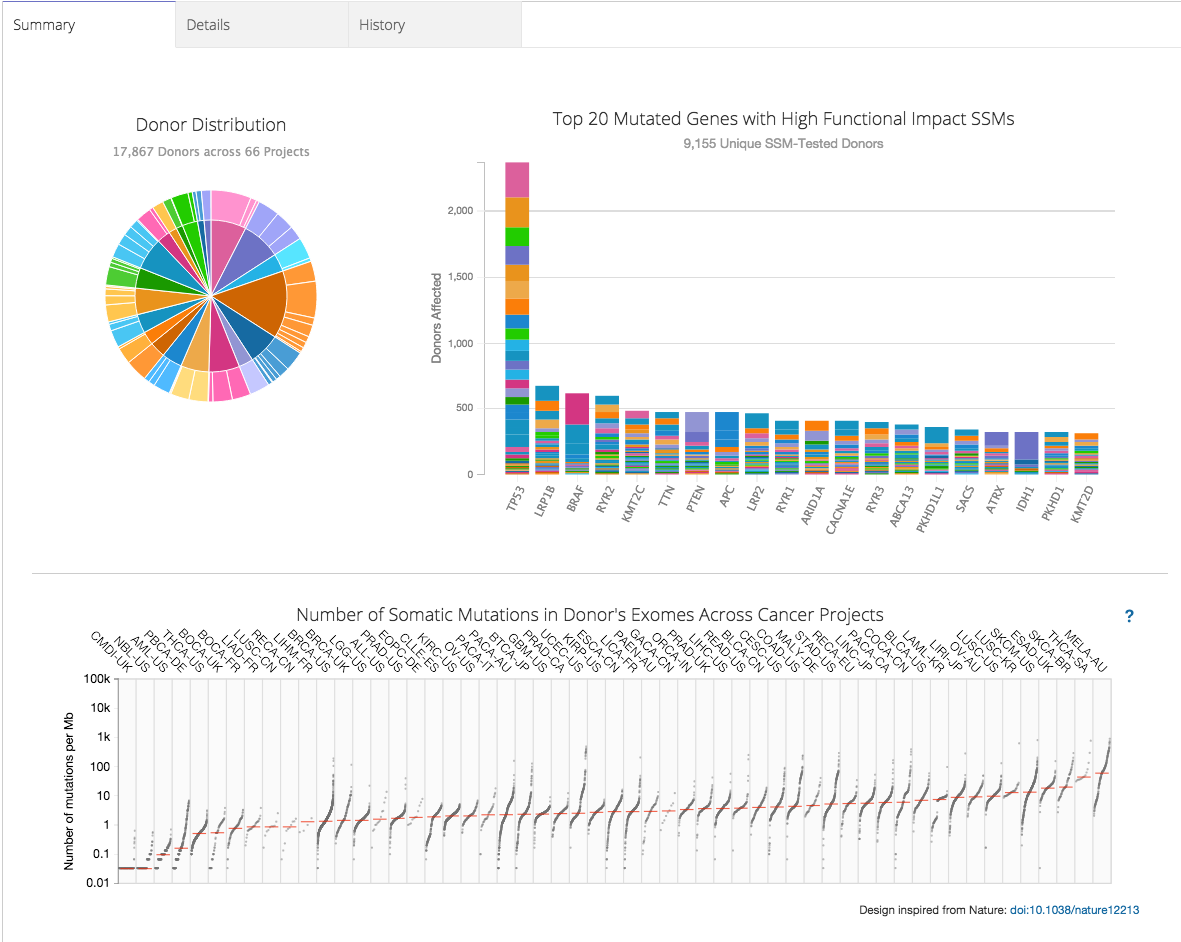 Summary
Details
History
Donor Distribution
17,867 Donors across 66 Projects
Top 20 Mutated Genes with High Functional Impact SSMs
9,155 Unique SSM-Tested Donors
Donors Affected
2,000
1,500
1,000
500
0
TP53
LRP1B
BRAF
RYR2
KMT2C
TTN
PTEN
APC
LRP2
RYR1
ARID1A
CACNA1E
RYR3
ABCA13
PKHD1L1
SACS
ATRX
IDH1
PKHD1
KMT2D
Number of Somatic Mutations in Donor's Exomes Across Cancer Projects
?
CMDI-UK
NBL-US
AML-US
PBCA-DE
THCA-US
BOCA-UK
BOCA-FR
LIAD-FR
LUSC-CN
RECA-CN
LIHM-FR
BRCA-US
BRCA-UK
LGG-US
ALL-US
PRAD-US
EOPC-DE
CLLE-ES
KIRC-US
OV-US
PACA-IT
PACA-AU
BTCA-JP
GBM-US
PRAD-CA
UCEC-US
KIRP-US
ESCA-CN
LICA-FR
PAEN-AU
GACA-CN
ORCA-IN
PRAD-UK
LIHC-US
READ-US
BLCA-CN
CESC-US
COAD-US
MALY-DE
STAD-US
RECA-EU
LINC-JP
PACA-CA
COCA-CN
BLCA-US
LAML-KR
LIRI-JP
OV-AU
LUSC-US
LUSC-KR
SKCM-US
ESAD-UK
SKCA-BR
THCA-SA
MELA-AU
Number of mutations per Mb
100k
10k
1k
100
10
1
0.1
0.01
Design inspired from Nature: doi:10.1038/nature12213